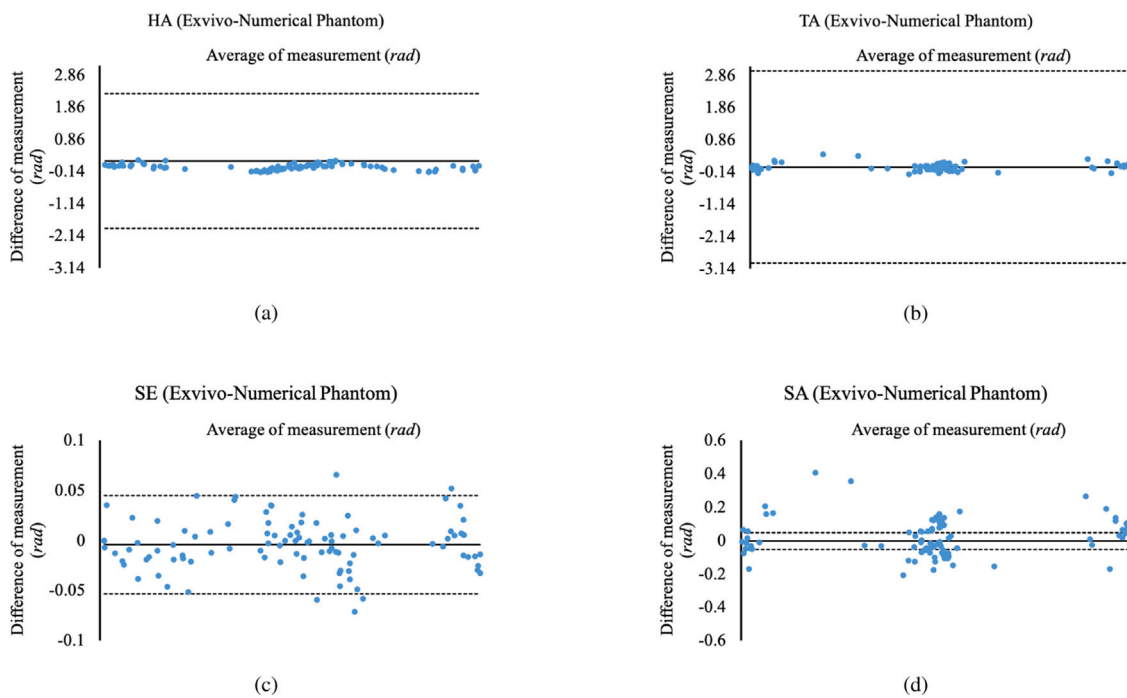 HA (Exvivo-Numerical Phantom)
Average of measurement (rad)
Difference of measurement
(rad)
2.86
1.86
0.86
-0.14
-1.14
-2.14
-3.14
(a)
TA (Exvivo-Numerical Phantom)
Average of measurement (rad)
Difference of measurement
(rad)
2.86
1.86
0.86
-0.14
-1.14
-2.14
-3.14
(b)
SE (Exvivo-Numerical Phantom)
Average of measurement (rad)
Difference of measurement
(rad)
0.1
0.05
0
-0.05
-0.1
(c)
SA (Exvivo-Numerical Phantom)
Average of measurement (rad)
Difference of measurement
(rad)
0.6
0.4
0.2
0
-0.2
-0.4
-0.6
(d)